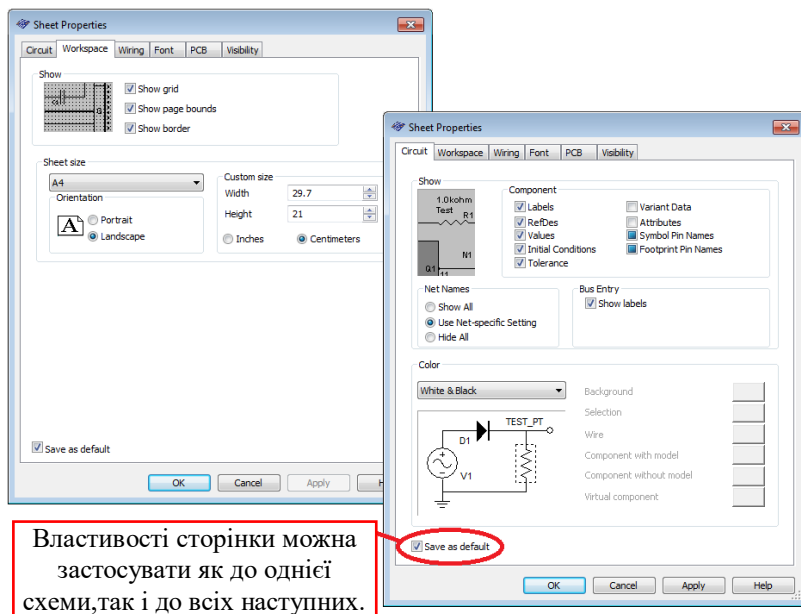 Sheet Properties
Circuit Workspace Wiring Font PCB Visibility
Show
Show grid
Show page bounds
Show border
Sheet size
A4
Orientation
A
Portrait
Landscape
Custom size
Width 29.7
Height 21
Inches Centimeters
Save as default
OK Cancel Apply
Sheet Properties
Circuit Workspace Wiring Font PCB Visibility
Show
1.0kohm
Test R1
N1
Q1
Component
Labels
RefDes
Values
Initial Conditions
Tolerance
Variant Data
Attributes
Symbol Pin Names
Footprint Pin Names
Net Names
Show All
Use Net-specific Setting
Hide All
Bus Entry
Show labels
Color
White & Black
TEST_PT
D1
V1
Background
Selection
Wire
Component with model
Component without model
Virtual component
Save as default
OK Cancel Apply Help
Властивості сторінки можна
застосувати як до однієї
схеми,так і до всіх наступних.